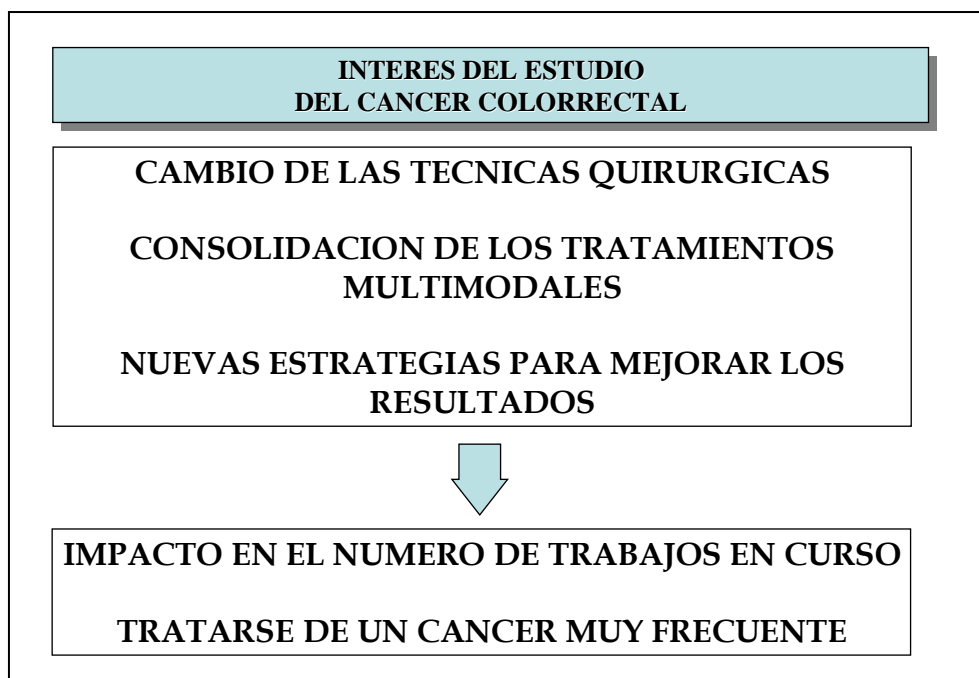 INTERES DEL ESTUDIO
DEL CANCER COLORRECTAL
CAMBIO DE LAS TECNICAS QUIRURGICAS
CONSOLIDACION DE LOS TRATAMIENTOS
MULTIMODALES
NUEVAS ESTRATEGIAS PARA MEJORAR LOS
RESULTADOS
IMPACTO EN EL NUMERO DE TRABAJOS EN CURSO
TRATARSE DE UN CANCER MUY FRECUENTE